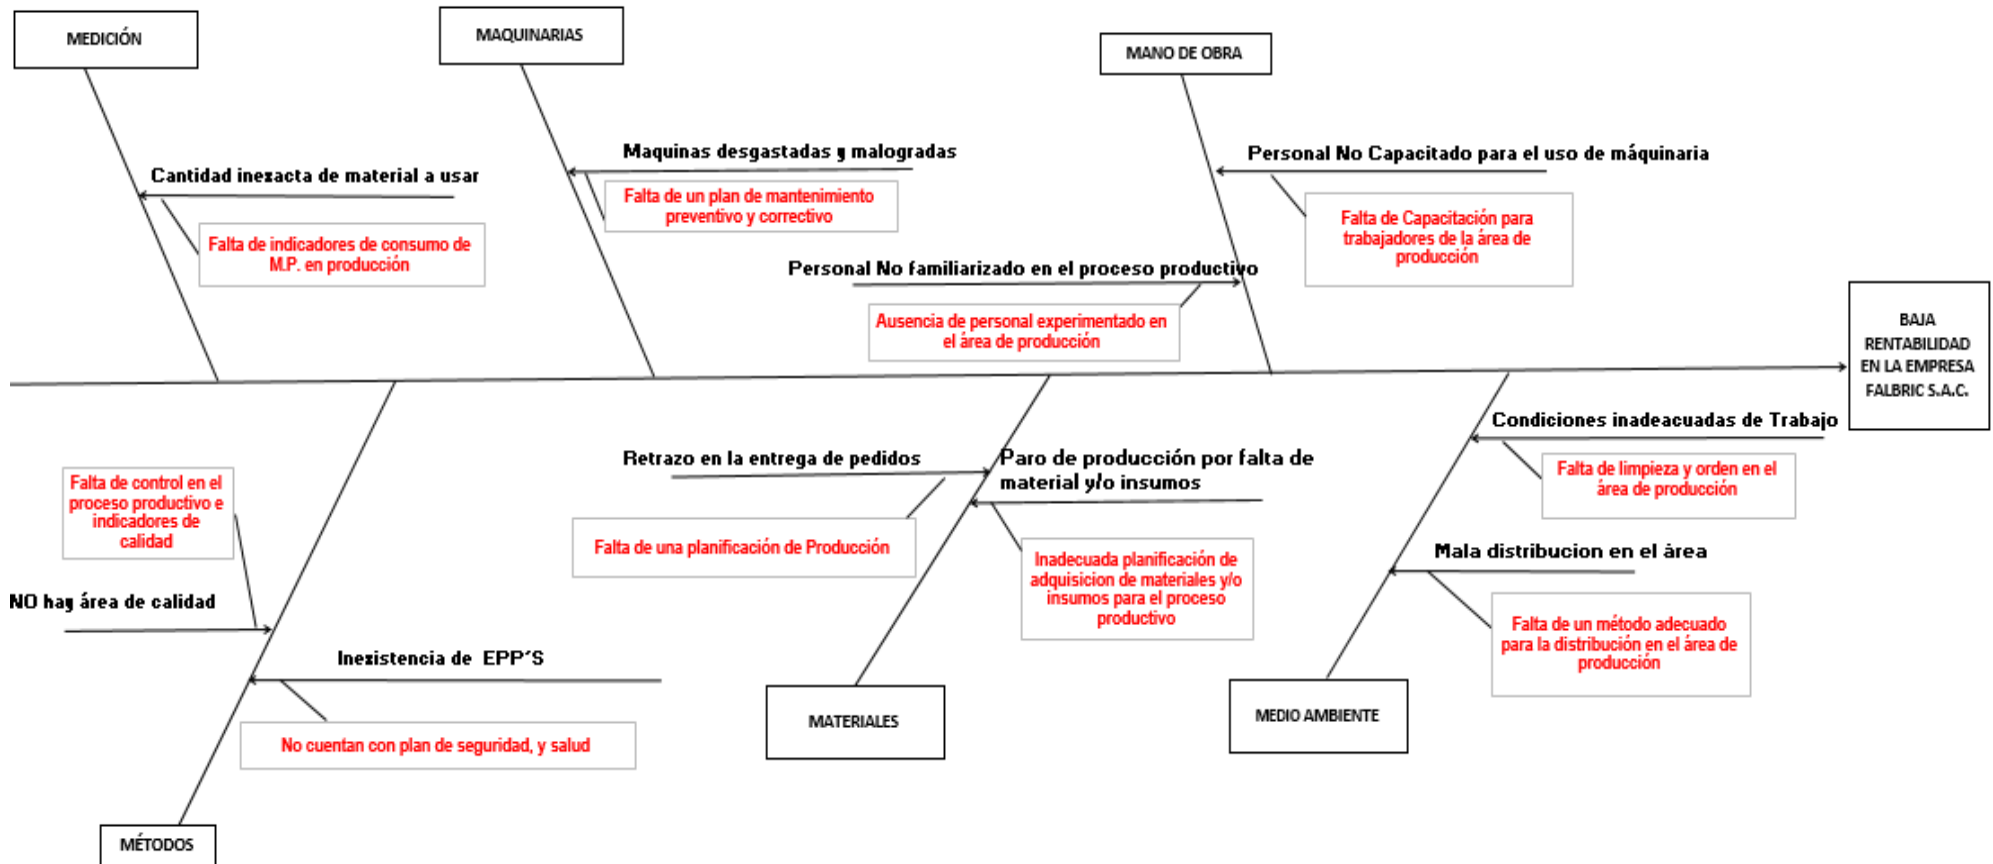 MEDICIÓN
MAQUINARIAS
MANO DE OBRA
Cantidad inexacta de material a usar
Falta de indicadores de consumo de
M.P. en producción
Maquinas desgastadas y malogradas
Falta de un plan de mantenimiento
preventivo y correctivo
Personal No Capacitado para el uso de máquinaria
Falta de Capacitación para
trabajadores de la área de
producción
Personal No familiarizado en el proceso productivo
Ausencia de personal experimentado en
el área de producción
BAJA
RENTABILIDAD
EN LA EMPRESA
FALBRIC S.A.C.
Falta de control en el
proceso productivo e
indicadores de
calidad
NO hay área de calidad
Inexistencia de EPP´S
No cuentan con plan de seguridad, y salud
MÉTODOS
Retrazo en la entrega de pedidos
Falta de una planificación de Producción
Paro de producción por falta de
material y/o insumos
Inadecuada planificación de
adquisicion de materiales y/o
insumos para el proceso
productivo
MATERIALES
Condiciones inadeacuadas de Trabajo
Falta de limpieza y orden en el
área de producción
Mala distribucion en el área
Falta de un método adecuado
para la distribución en el área de
producción
MEDIO AMBIENTE